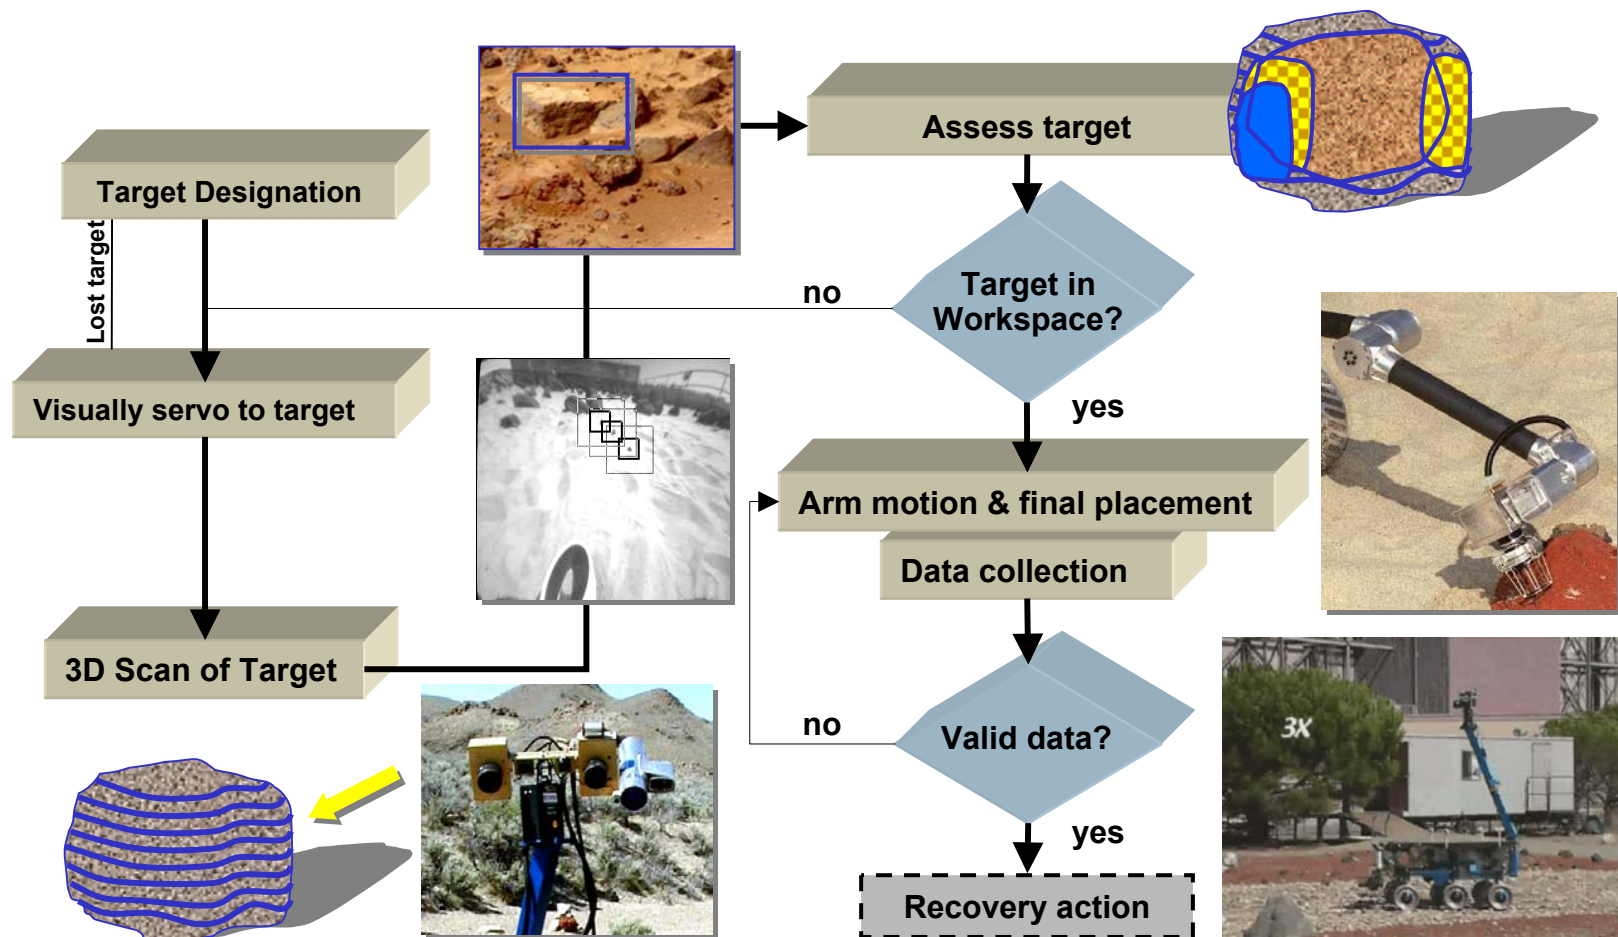 Target Designation
Lost target
Visually servo to target
3D Scan of Target
Assess target
Target in
Workspace?
no
yes
Arm motion & final placement
Data collection
Valid data?
no
yes
Recovery action
3X